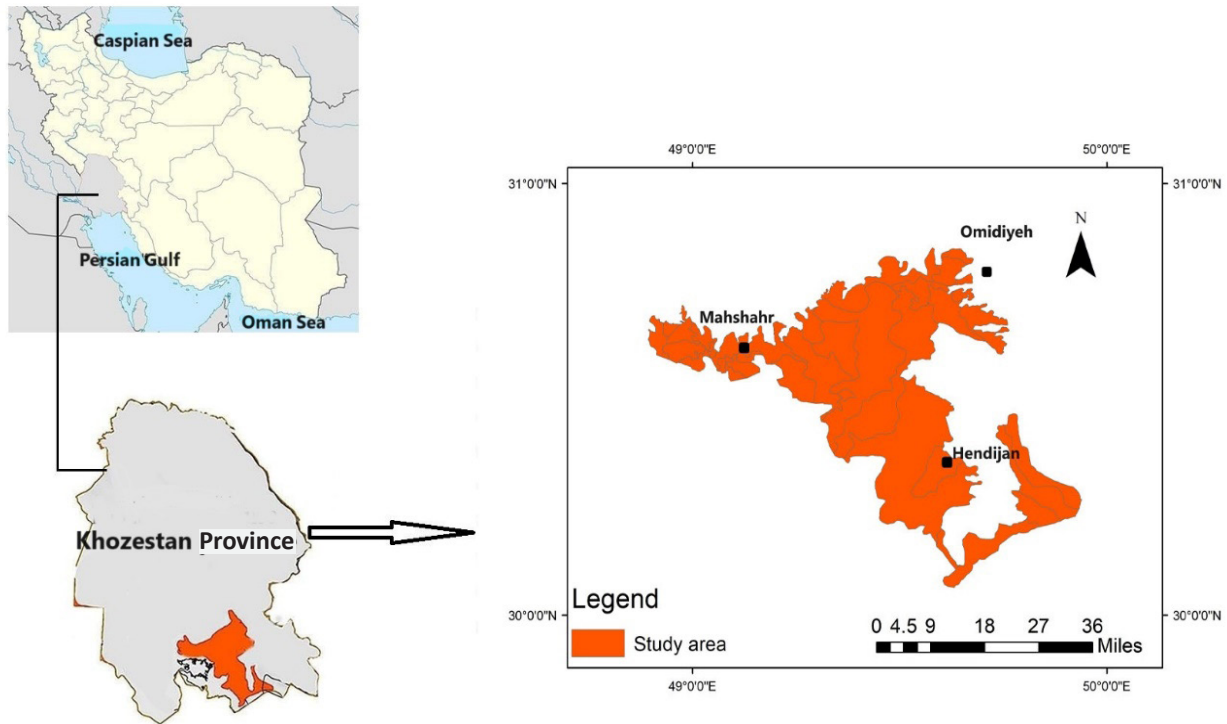 Caspian Sea
Persian Gulf
Oman Sea
Khozestan Province
49°0'0"E
50°0'0"E
31°0'0"N
31°0'0"N
N
Omidiyeh
Mahshahr
Hendijan
Legend
Study area
0 4.5 9 18 27 36
Miles
30°0'0"N
30°0'0"N
49°0'0"E
50°0'0"E